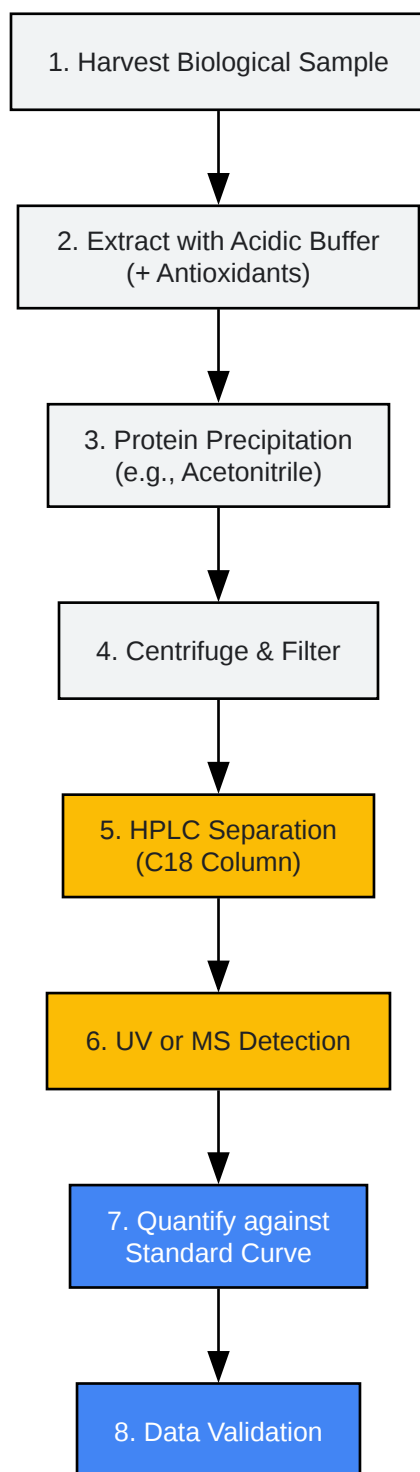 1. Harvest Biological Sample
2. Extract with Acidic Buffer
(+ Antioxidants)
3. Protein Precipitation
(e.g., Acetonitrile)
4. Centrifuge & Filter
5. HPLC Separation
(C18 Column)
6. UV or MS Detection
7. Quantify against
Standard Curve
8. Data Validation